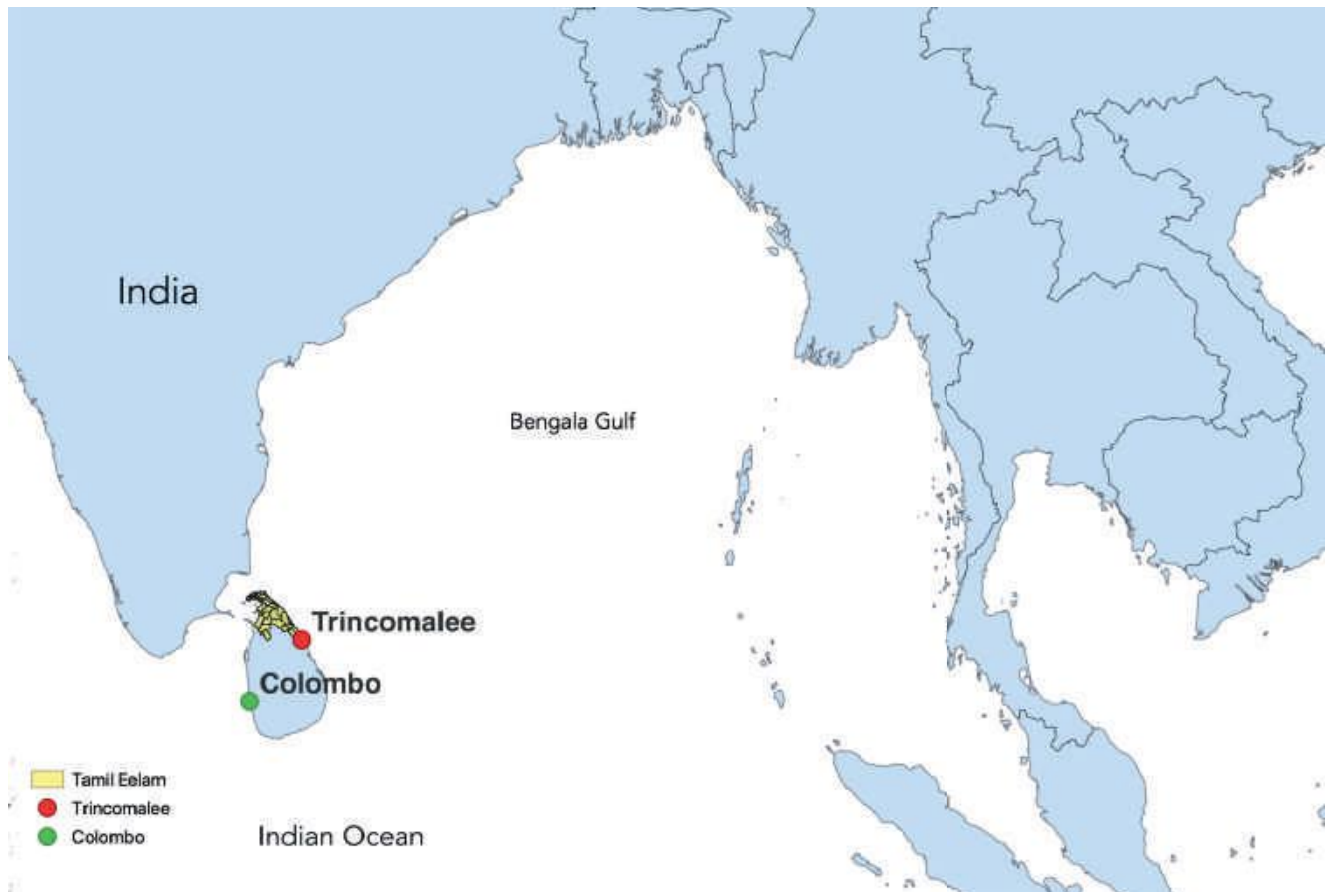 India
Bengala Gulf
Trincomalee
Colombo
Tamil Eelam
Trincomalee
Colombo
Indian Ocean